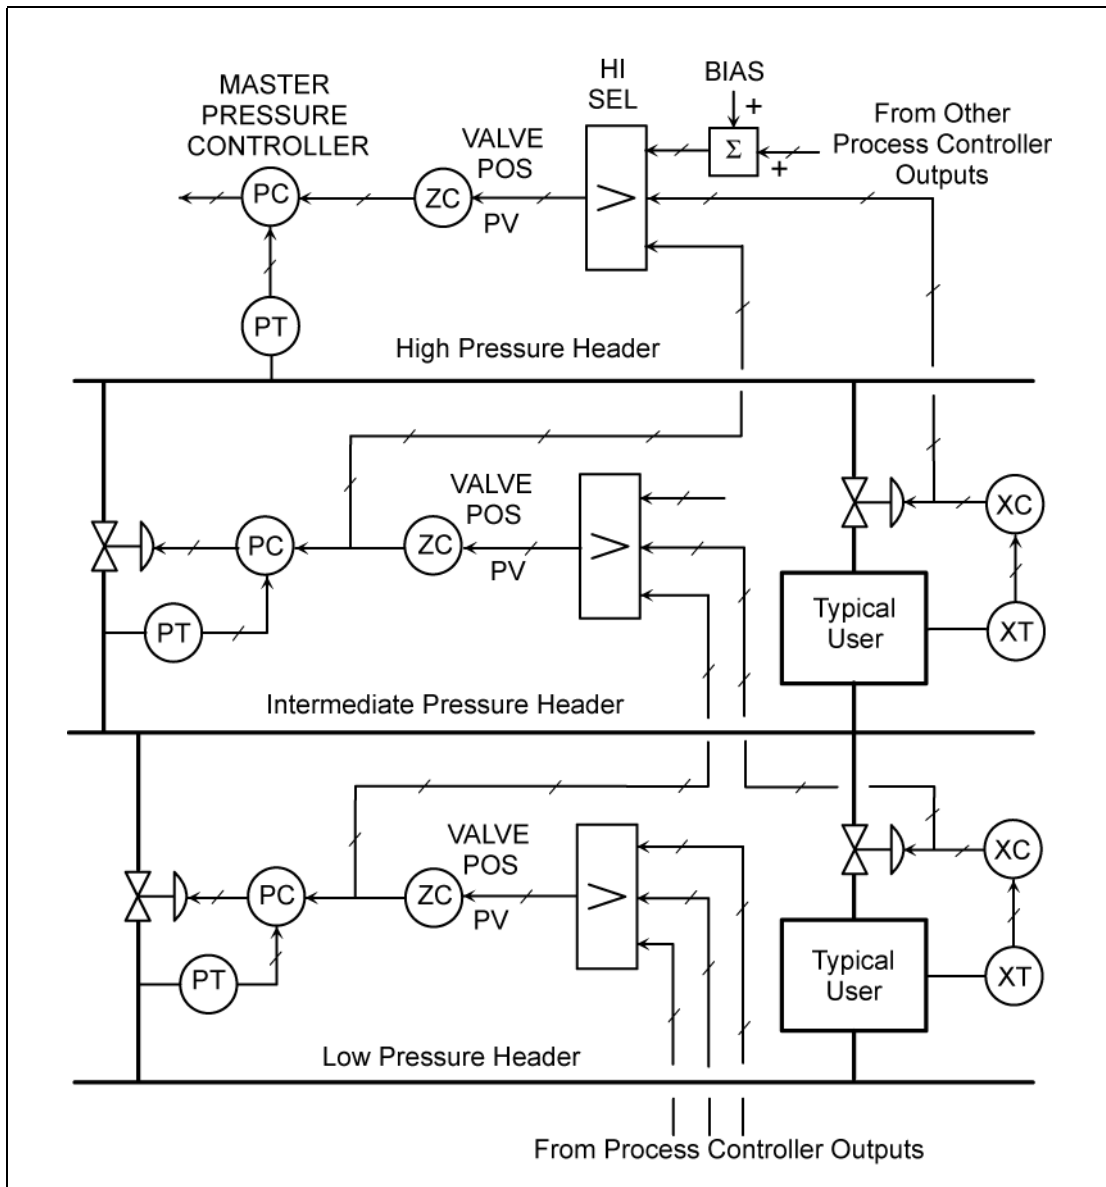 MASTER
PRESSURE
CONTROLLER
HI
SEL
BIAS
+
From Other
Process Controller
Outputs
VALVE
POS
Σ
+
PC
ZC
>
PV
PT
High Pressure Header
VALVE
POS
PC
ZC
>
PV
XC
PT
Typical
User
XT
Intermediate Pressure Header
VALVE
POS
PC
ZC
>
PV
XC
PT
Typical
User
XT
Low Pressure Header
From Process Controller Outputs